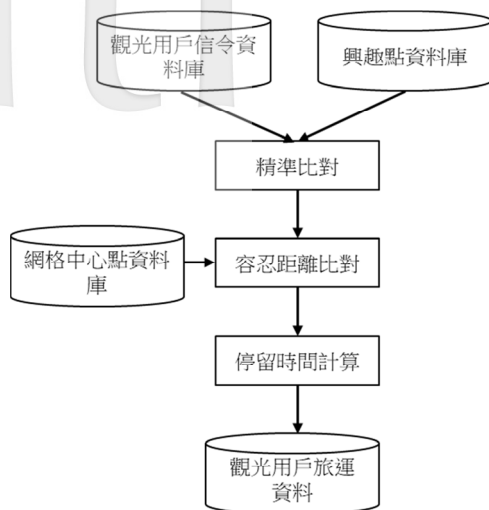 觀光用戶信令資
料庫
興趣點資料庫
精準比對
網格中心點資料
庫
容忍距離比對
停留時間計算
觀光用戶旅運
資料